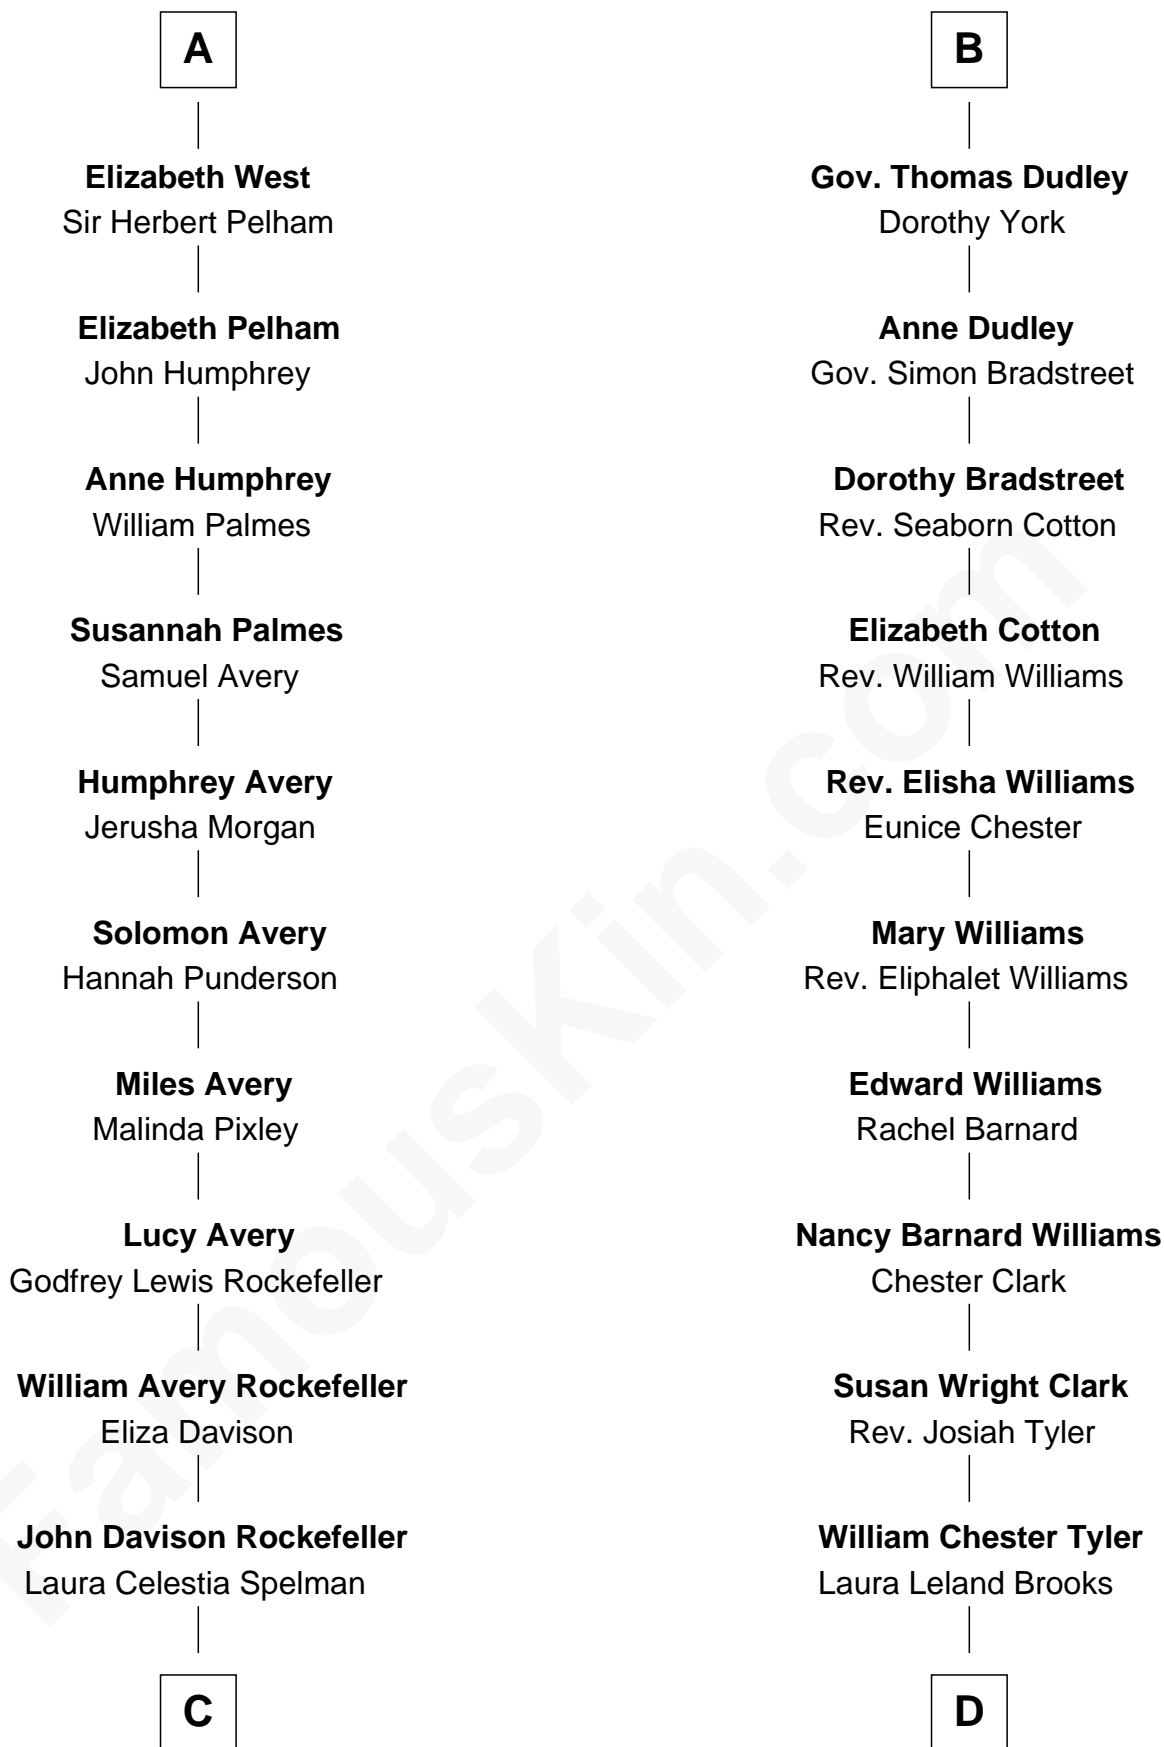 A
Elizabeth West
Sir Herbert Pelham
Elizabeth Pelham
John Humphrey
Anne Humphrey
William Palmes
Susannah Palmes
Samuel Avery
Humphrey Avery
Jerusha Morgan
Solomon Avery
Hannah Punderson
Miles Avery
Malinda Pixley
Lucy Avery
Godfrey Lewis Rockefeller
William Avery Rockefeller
Eliza Davison
John Davison Rockefeller
Laura Celestia Spelman
C
B
Gov. Thomas Dudley
Dorothy York
Anne Dudley
Gov. Simon Bradstreet
Dorothy Bradstreet
Rev. Seaborn Cotton
Elizabeth Cotton
Rev. William Williams
Rev. Elisha Williams
Eunice Chester
Mary Williams
Rev. Eliphalet Williams
Edward Williams
Rachel Barnard
Nancy Barnard Williams
Chester Clark
Susan Wright Clark
Rev. Josiah Tyler
William Chester Tyler
Laura Leland Brooks
D
FamousKin.com